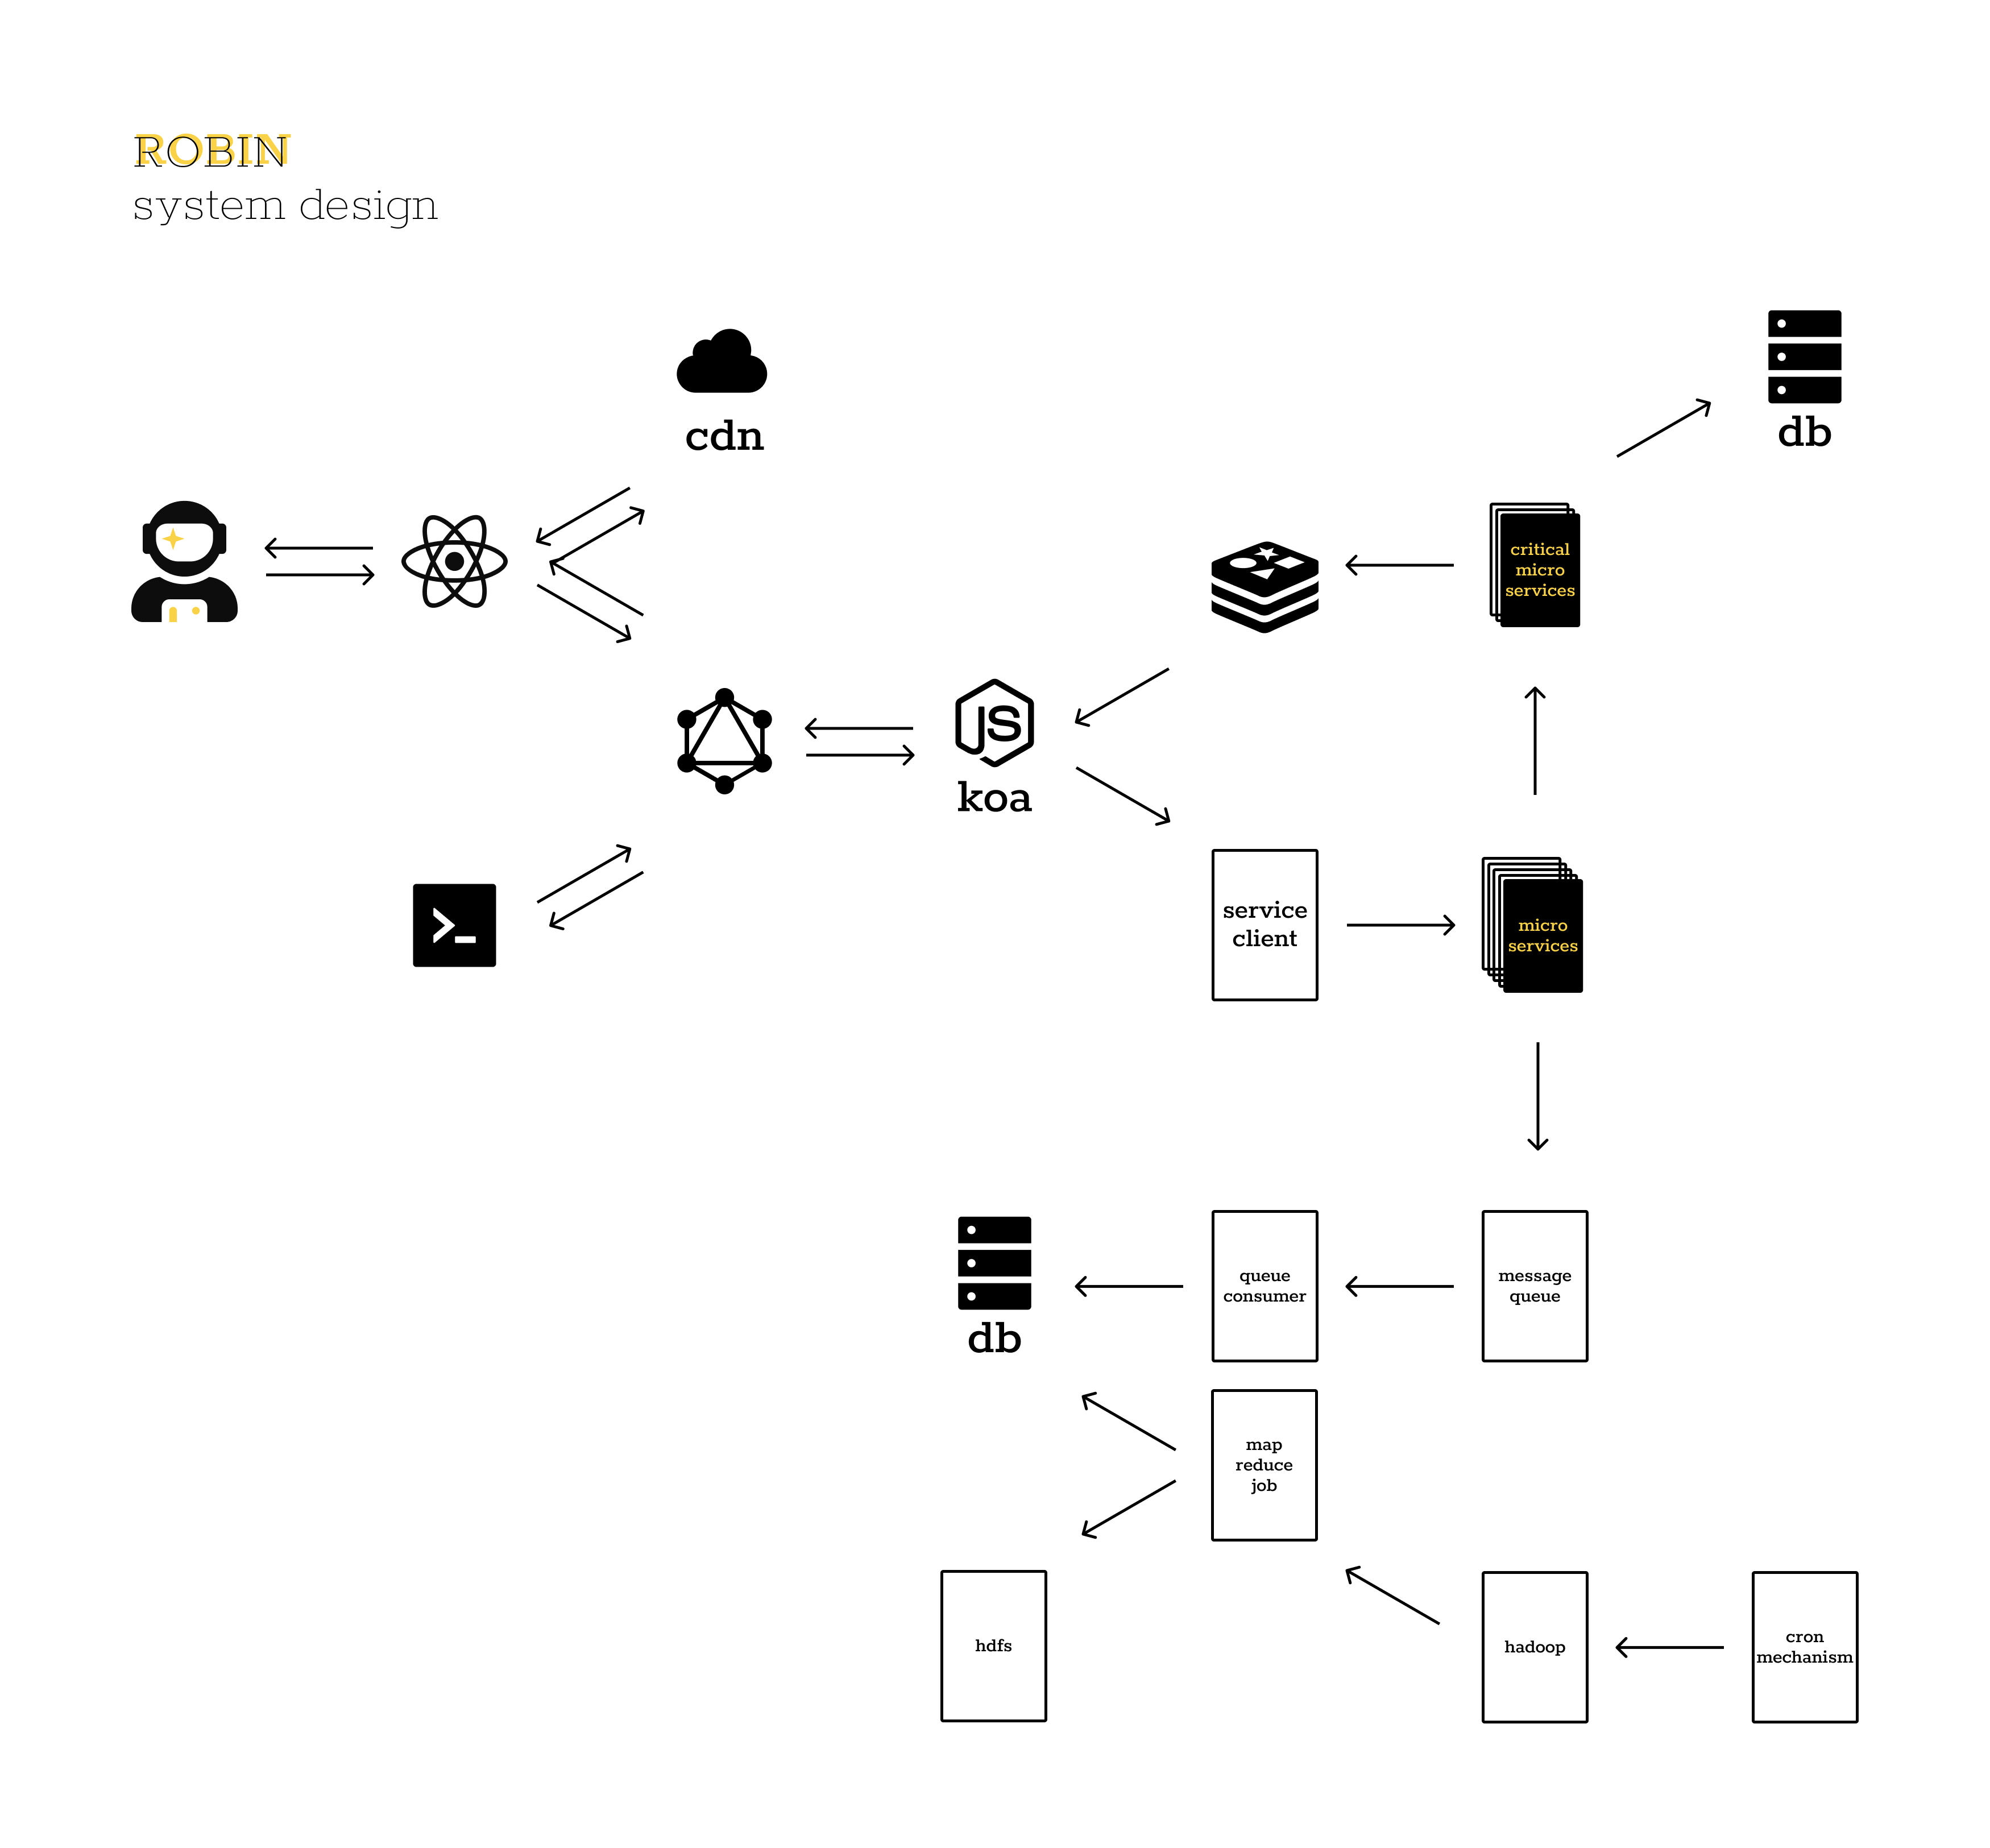 ROBIN
system design
cdn
db
critical
micro
services
JS
koa
>_
service
client
micro
services
db
queue
consumer
message
queue
map
reduce
job
hdfs
hadoop
cron
mechanism